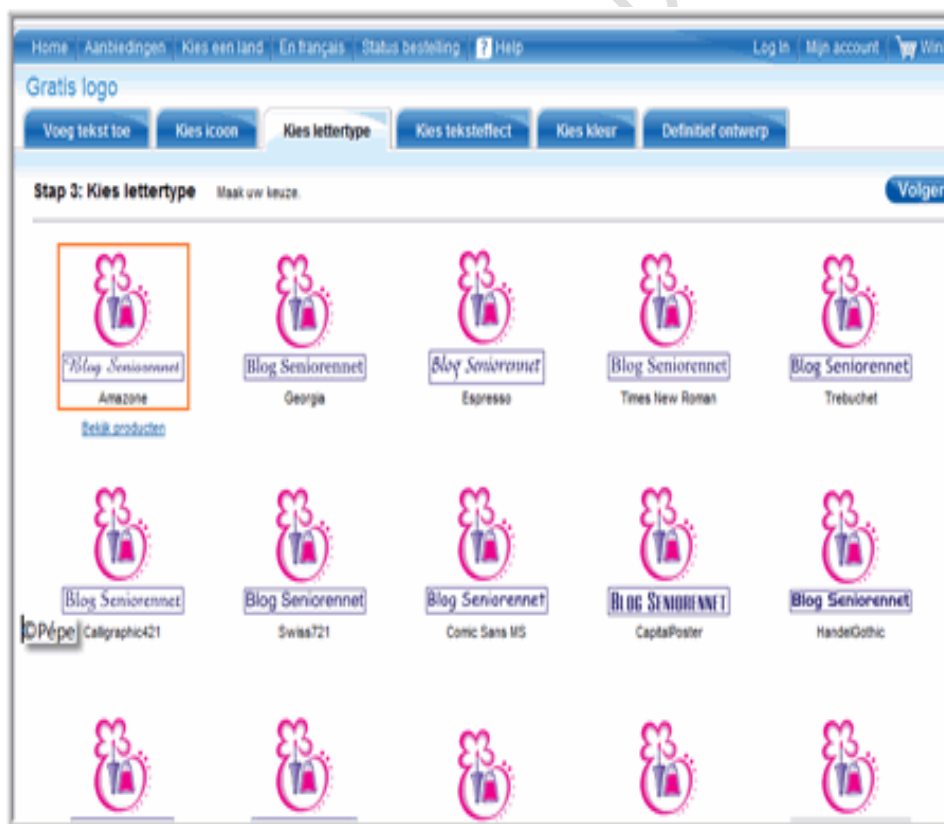 Home Aanbiedingen Kies een land En français Status bestelling ? Help Log In Mijn account Win
Gratis logo
Voeg tekst toe Kies icoon Kies lettertype Kies teksteffect Kies kleur Definitief ontwerp
Stap 3: Kies lettertype Maak uw keuze. Volgen
Blog Seniorennet Blog Seniorennet Blog Seniorennet Blog Seniorennet Blog Seniorennet
Amazone Georgia Espresso Times New Roman Trebuchet
Bekijk producten
Blog Seniorennet Blog Seniorennet Blog Seniorennet Blog Seniorennet Blog Seniorennet
©Pépe Calligraphic421 Swiss721 Comic Sans MS CapitalPoster HandelGothic